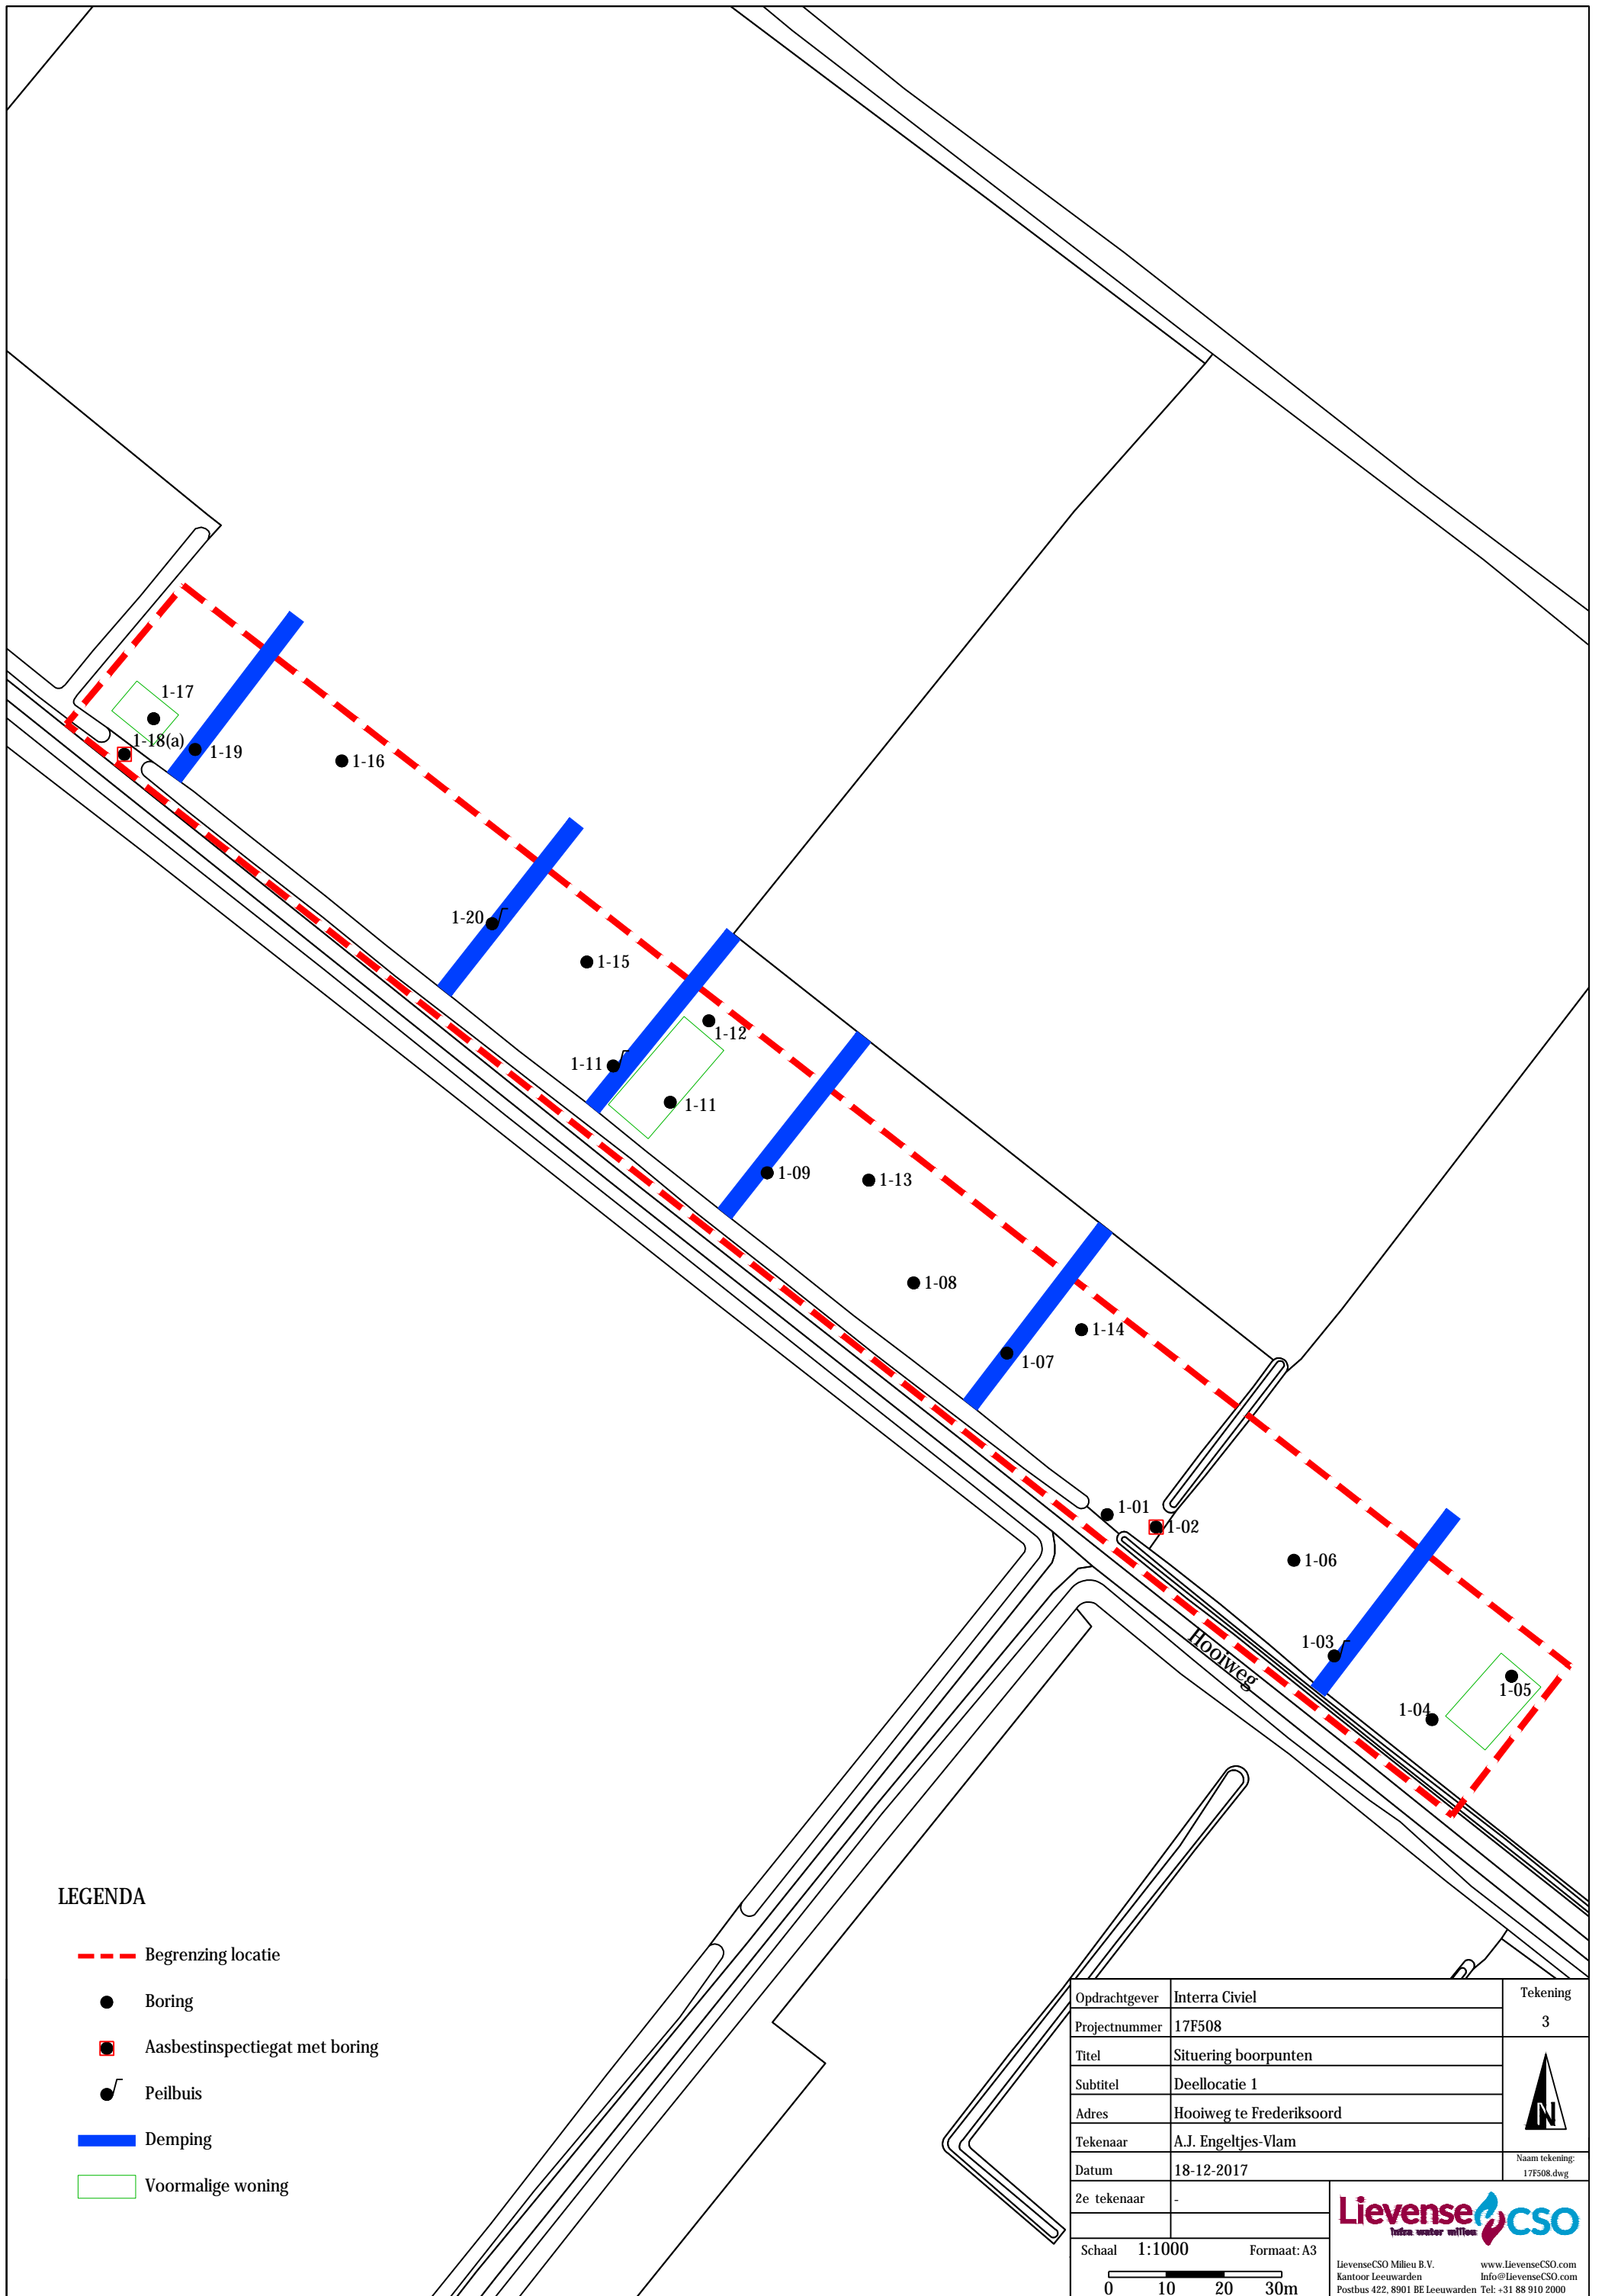 1-17
1-18(a)
1-19
1-16
1-20
1-15
1-12
1-11
1-11
1-09
1-13
1-08
1-14
1-07
1-01
1-02
1-06
1-03
1-05
1-04
Hooiweg
LEGENDA
Begrenzing locatie
Boring
Aasbestinspectiegat met boring
Peilbuis
Demping
Voormalige woning
Opdrachtgever Interra Civiel
Projectnummer 17F508
Titel Situering boorpunten
Subtitel Deellocatie 1
Adres Hooiweg te Frederiksoord
Tekenaar A.J. Engeltjes-Vlam
Datum 18-12-2017
2e tekenaar -
Schaal 1:1000 Formaat: A3
0 10 20 30m
Tekening
3
N
Naam tekening:
17F508.dwg
Lievense CSO
infra water milieu
LievenseCSO Milieu B.V. www.LievenseCSO.com
Kantoor Leeuwarden Info@LievenseCSO.com
Postbus 422, 8901 BE Leeuwarden Tel: +31 88 910 2000